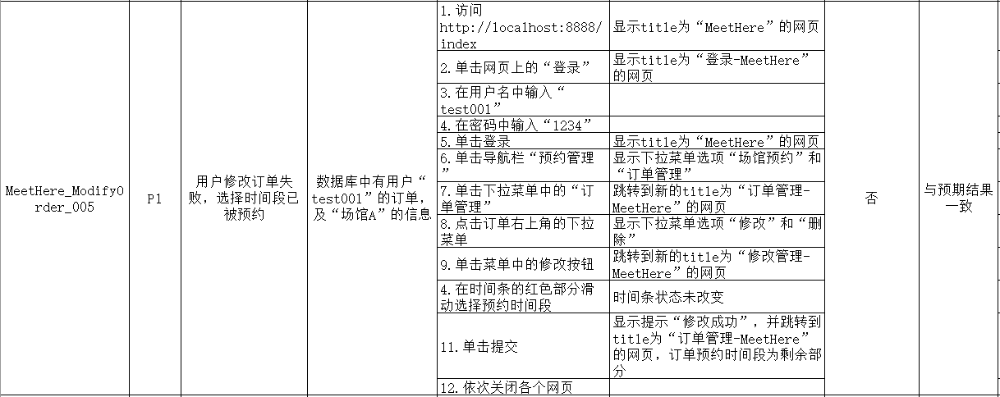 MeetHere_ModifyO
rder_005
P1
用户修改订单失
败，选择时间段已
被预约
数据库中有用户“
test001”的订单，
及“场馆A”的信息
1.访问
http://localhost:8888/
index
显示title为“MeetHere”的网页
2.单击网页上的“登录”
显示title为“登录-MeetHere”
的网页
3.在用户名中输入“
test001”
4.在密码中输入“1234”
5.单击登录
显示title为“MeetHere”的网页
6.单击导航栏“预约管理
”
显示下拉菜单选项“场馆预约”和
“订单管理”
7.单击下拉菜单中的“订
单管理”
跳转到新的title为“订单管理-
MeetHere”的网页
8.点击订单右上角的下拉
菜单
显示下拉菜单选项“修改”和“删
除”
9.单击菜单中的修改按钮
跳转到新的title为“修改管理-
MeetHere”的网页
4.在时间条的红色部分滑
动选择预约时间段
时间条状态未改变
11.单击提交
显示提示“修改成功”，并跳转到
title为“订单管理-MeetHere”
的网页，订单预约时间段为剩余部
分
12.依次关闭各个网页
否
与预期结果
一致